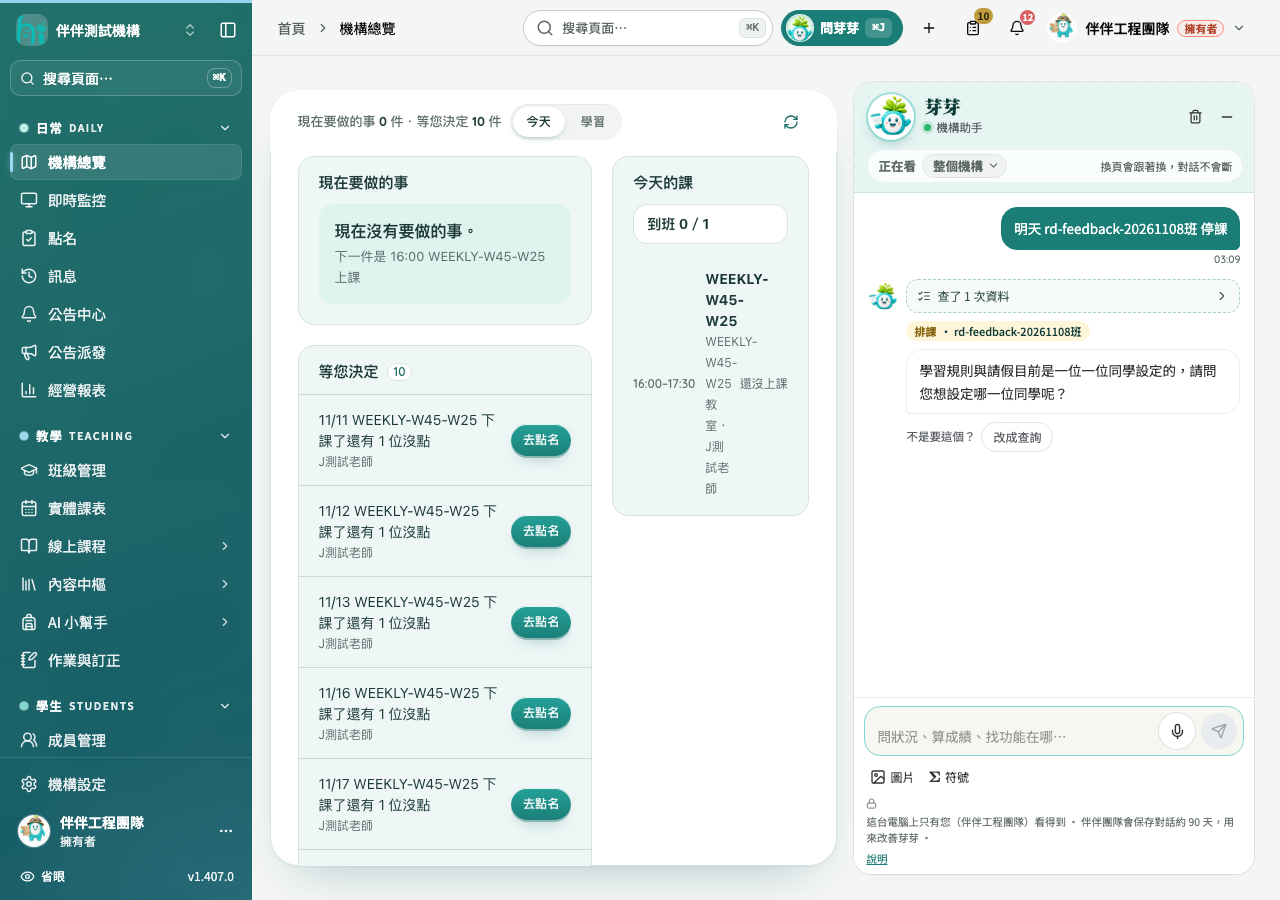 伴伴測試機構
搜尋頁面…
⌘K
日常 DAILY
機構總覽
即時監控
點名
訊息
公告中心
公告派發
經營報表
教學 TEACHING
班級管理
實體課表
線上課程
內容中樞
AI 小幫手
作業與訂正
學生 STUDENTS
成員管理
機構設定
伴伴工程團隊
擁有者
省眼
v1.407.0
首頁
機構總覽
搜尋頁面…
⌘K
問芽芽
⌘J
10
12
伴伴工程團隊
擁有者
現在要做的事 0 件 · 等您決定 10 件
今天
學習
現在要做的事
現在沒有要做的事。
下一件是 16:00 WEEKLY-W45-W25
上課
等您決定
10
11/11 WEEKLY-W45-W25 下
課了還有 1 位沒點
J測試老師
去點名
11/12 WEEKLY-W45-W25 下
課了還有 1 位沒點
J測試老師
去點名
11/13 WEEKLY-W45-W25 下
課了還有 1 位沒點
J測試老師
去點名
11/16 WEEKLY-W45-W25 下
課了還有 1 位沒點
J測試老師
去點名
11/17 WEEKLY-W45-W25 下
課了還有 1 位沒點
J測試老師
去點名
今天的課
到班 0 / 1
16:00–17:30
WEEKLY-
W45-
W25
WEEKLY-
W45-
W25
教
室 ·
J測
試老
師
還沒上課
芽芽
機構助手
正在看
整個機構
換頁會跟著換，對話不會斷
明天 rd-feedback-20261108班 停課
03:09
查了 1 次資料
排課 · rd-feedback-20261108班
學習規則與請假目前是一位一位同學設定的，請問
您想設定哪一位同學呢？
不是要這個？
改成查詢
問狀況、算成績、找功能在哪…
圖片
符號
這台電腦上只有您（伴伴工程團隊）看得到 · 伴伴團隊會保存對話約 90 天，用
來改善芽芽 ·
說明